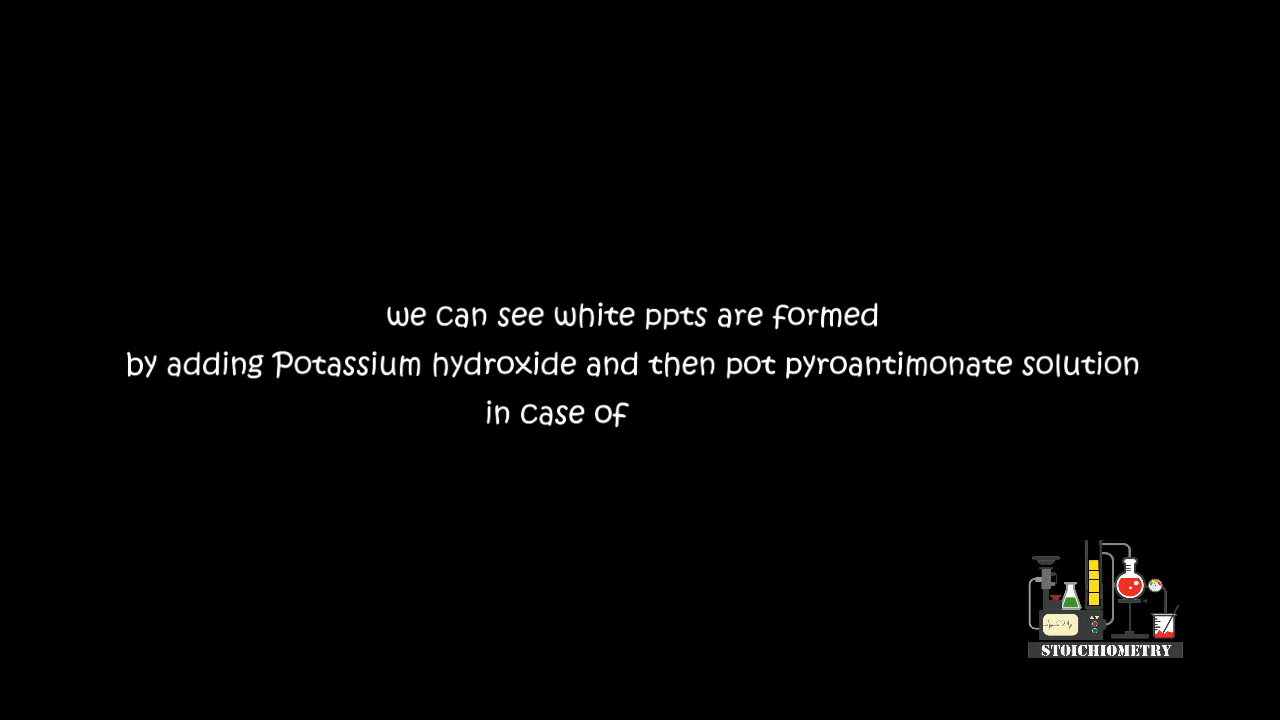 we can see white ppts are formed
by adding Potassium hydroxide and then pot pyroantimonate solution
in case of
STOICHIOMETRY